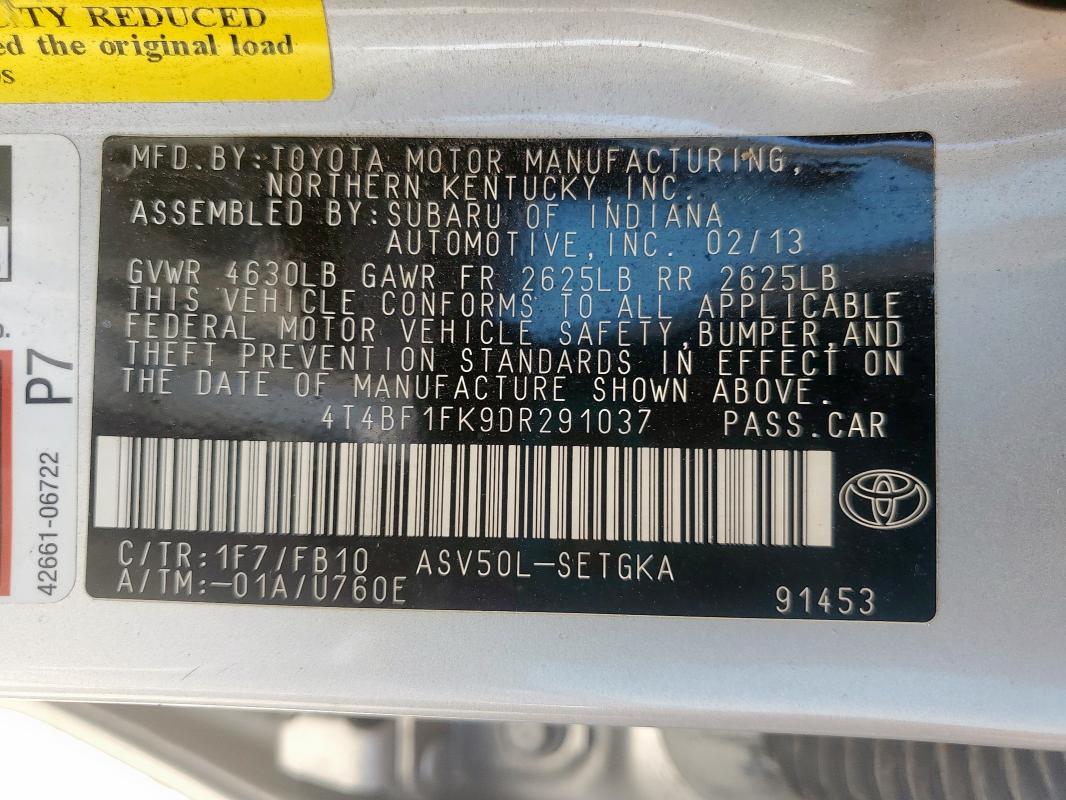 TY REDUCED
ed the original load
MFD.BY:TOYOTA MOTOR MANUFACTURING,
NORTHERN KENTUCKY,INC.
ASSEMBLED BY:SUBARU OF INDIANA
AUTOMOTIVE,INC. 02/13
GVWR 4630LB GAWR FR 2625LB RR 2625LB
THIS VEHICLE CONFORMS TO ALL APPLICABLE
FEDERAL MOTOR VEHICLE SAFETY,BUMPER,AND
THEFT PREVENTION STANDARDS IN EFFECT ON
THE DATE OF MANUFACTURE SHOWN ABOVE.
4T4BF1FK9DR291037 PASS.CAR
C/TR:1F7/FB10 ASV50L-SETGKA
A/TM:-01A/U760E
91453
P7
42661-06722